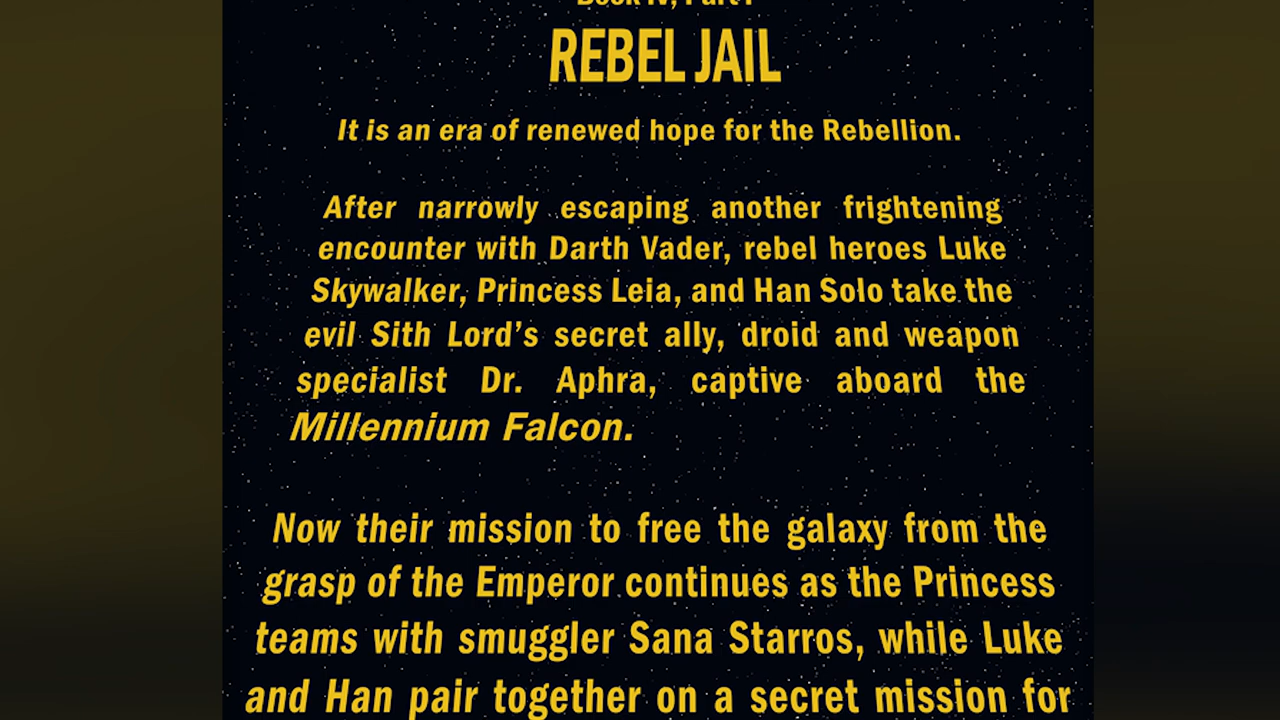 Book IV, Part I
REBEL JAIL
It is an era of renewed hope for the Rebellion.
After narrowly escaping another frightening
encounter with Darth Vader, rebel heroes Luke
Skywalker, Princess Leia, and Han Solo take the
evil Sith Lord’s secret ally, droid and weapon
specialist Dr. Aphra, captive aboard the
Millennium Falcon.
Now their mission to free the galaxy from the
grasp of the Emperor continues as the Princess
teams with smuggler Sana Starros, while Luke
and Han pair together on a secret mission for